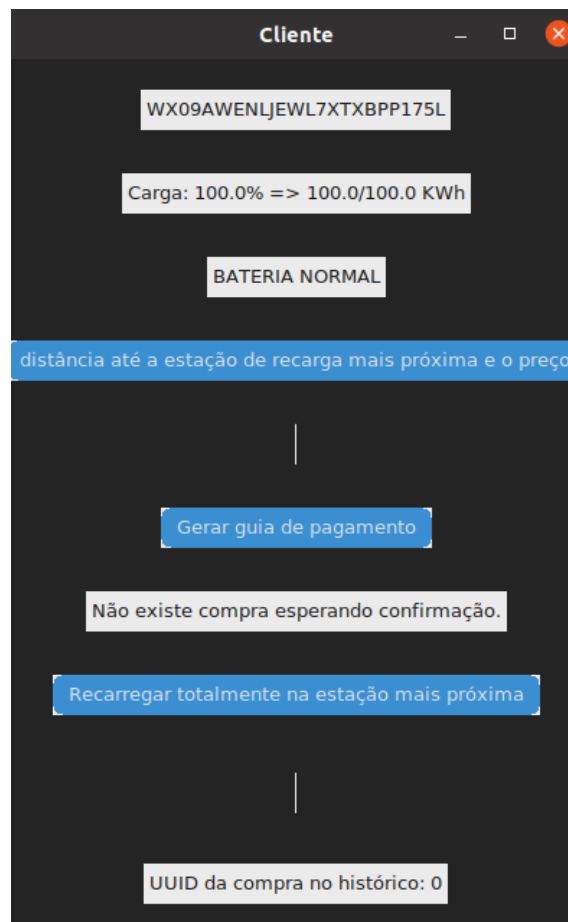 Cliente
WX09AWENLJEWL7XTXBPP175L
Carga: 100.0% => 100.0/100.0 KWh
BATERIA NORMAL
distância até a estação de recarga mais próxima e o preço
Gerar guia de pagamento
Não existe compra esperando confirmação.
Recarregar totalmente na estação mais próxima
UUID da compra no histórico: 0